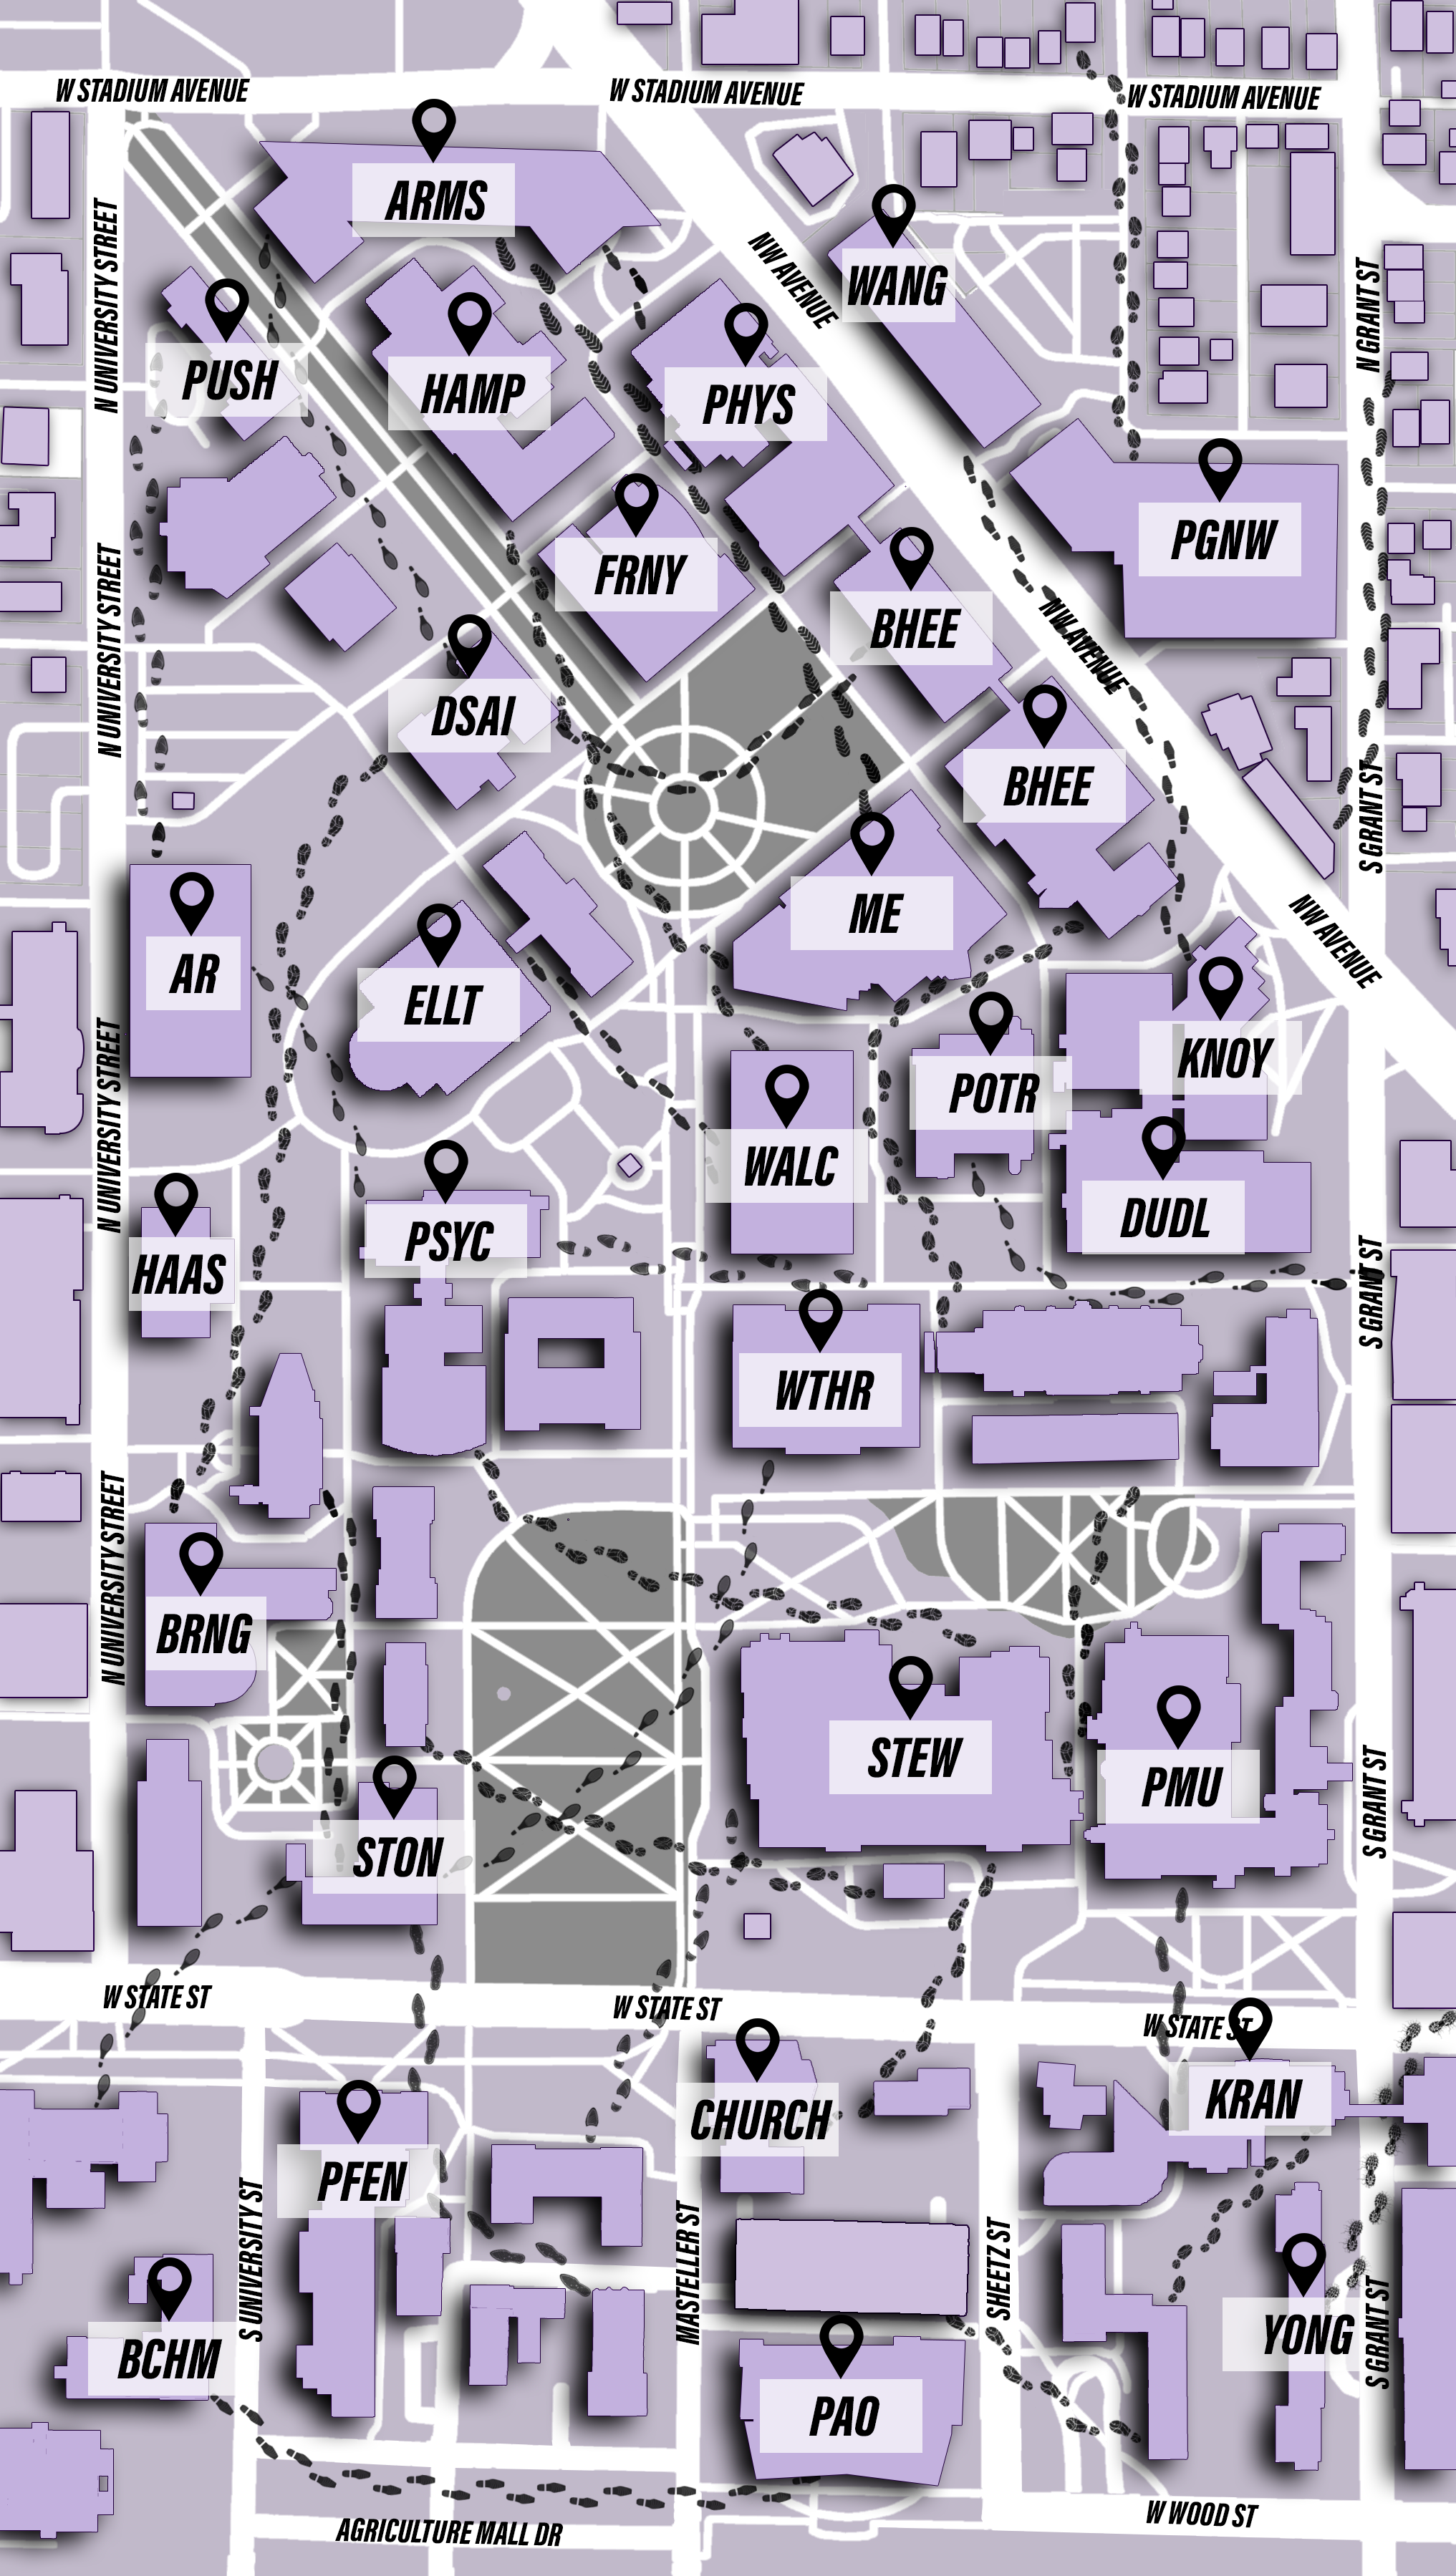 W STADIUM AVENUE
W STADIUM AVENUE
W STADIUM AVENUE
ARMS
N UNIVERSITY STREET
WANG
NW AVENUE
N GRANT ST
PUSH
HAMP
PHYS
PGNW
FRNY
BHEE
N UNIVERSITY STREET
NW AVENUE
DSAI
BHEE
S GRANT ST
ME
NW AVENUE
AR
ELLT
KNOY
POTR
N UNIVERSITY STREET
WALC
DUDL
PSYC
HAAS
S GRANT ST
WTHR
N UNIVERSITY STREET
BRNG
STEW
PMU
S GRANT ST
STON
W STATE ST
W STATE ST
W STATE ST
KRAN
CHURCH
PFEN
S UNIVERSITY ST
MASTELLER ST
SHEETZ ST
YONG
S GRANT ST
BCHM
PAO
W WOOD ST
AGRICULTURE MALL DR